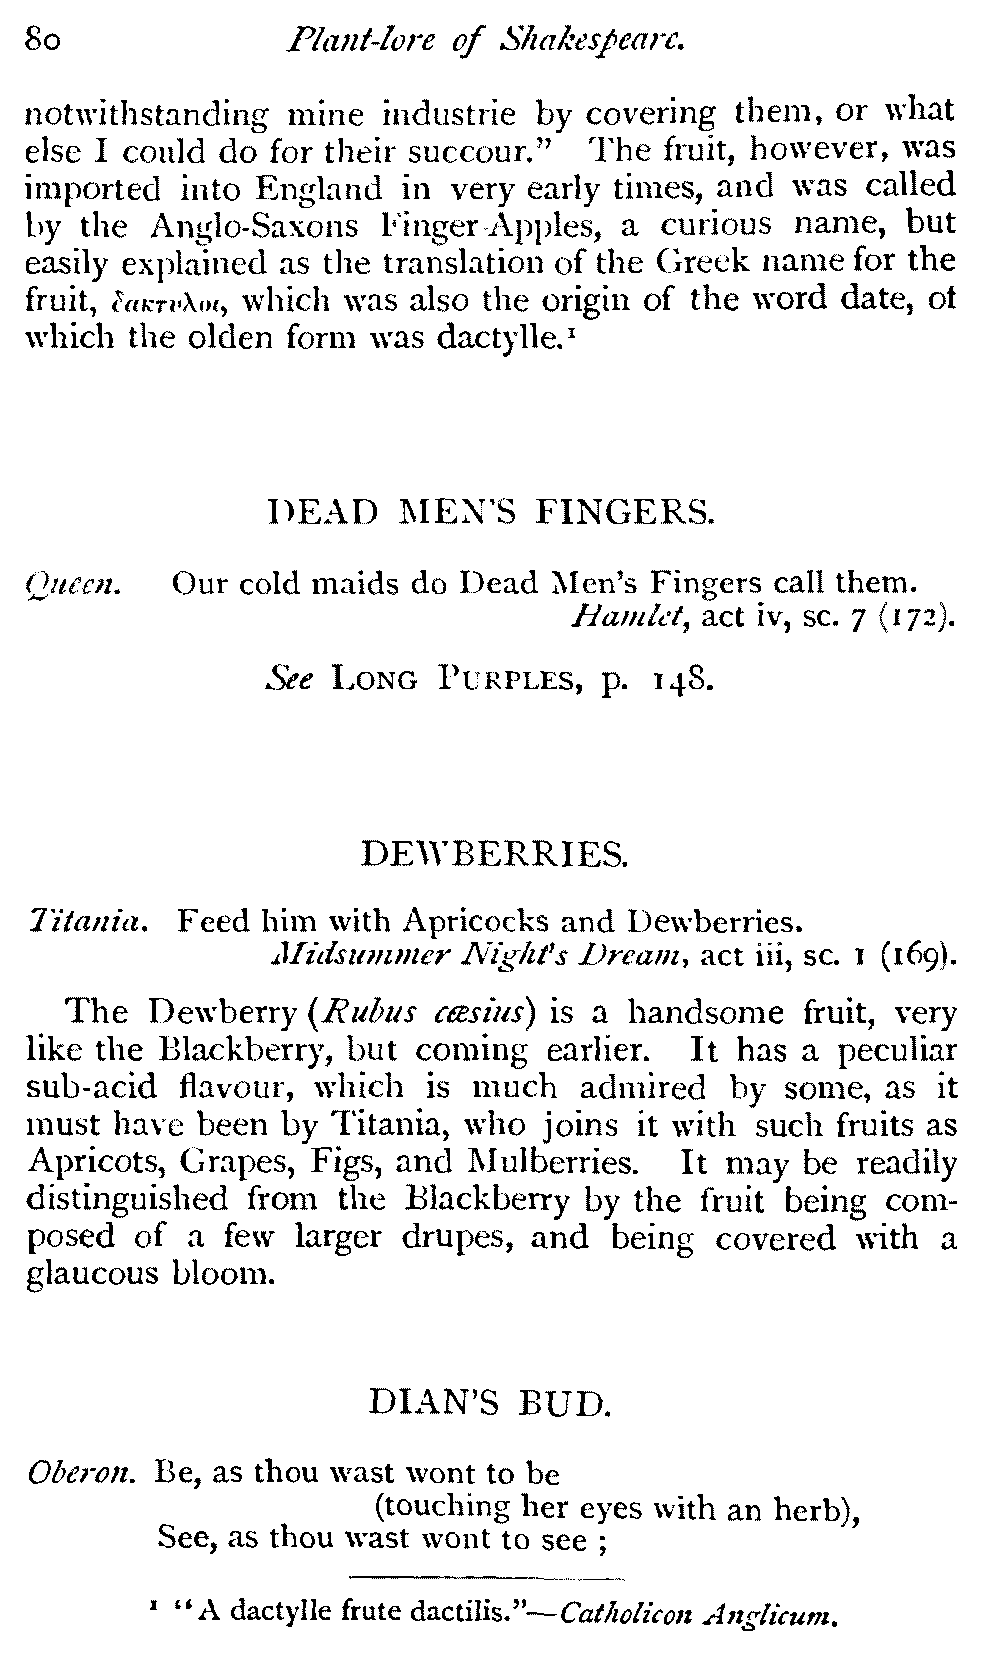 80 Plant-lore of Shakespeare.
notwithstanding mine industrie by covering them, or what
else I could do for their succour.” The fruit, however, was
imported into England in very early times, and was called
by the Anglo-Saxons Finger-Apples, a curious name, but
easily explained as the translation of the Greek name for the
fruit, δακτυλοι, which was also the origin of the word date, of
which the olden form was dactylle.¹
DEAD MEN'S FINGERS.
Queen. Our cold maids do Dead Men's Fingers call them.
Hamlet, act iv, sc. 7 (172).
See LONG PURPLES, p. 148.
DEWBERRIES.
Titania. Feed him with Apricocks and Dewberries.
Midsummer Night's Dream, act iii, sc. 1 (169).
The Dewberry (Rubus cæsius) is a handsome fruit, very
like the Blackberry, but coming earlier. It has a peculiar
sub-acid flavour, which is much admired by some, as it
must have been by Titania, who joins it with such fruits as
Apricots, Grapes, Figs, and Mulberries. It may be readily
distinguished from the Blackberry by the fruit being com-
posed of a few larger drupes, and being covered with a
glaucous bloom.
DIAN'S BUD.
Oberon. Be, as thou wast wont to be
(touching her eyes with an herb),
See, as thou wast wont to see ;
¹ “A dactylle frute dactilis.”—Catholicon Anglicum.